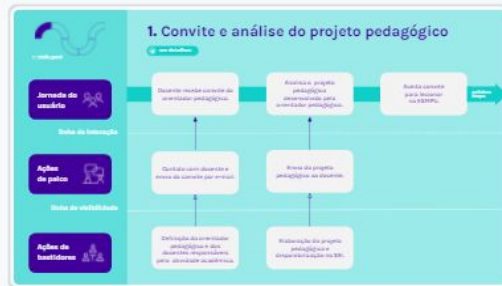 1. Convite e análise do projeto pedagógico
Jornada do
usuário
Docente recebe convite do
orientador pedagógico.
Analisa o projeto
pedagógico
desenvolvido pelo
orientador pedagógico.
Aceita convite
para lecionar
na ESMPU.
linha de interação
Ações
de palco
Contato com docente e
envio do convite por e-mail.
Envio do projeto
pedagógico ao docente.
linha de visibilidade
Ações de
bastidores
Definição do orientador
pedagógico e dos
docentes responsáveis
pela atividade acadêmica.
Elaboração do projeto
pedagógico e